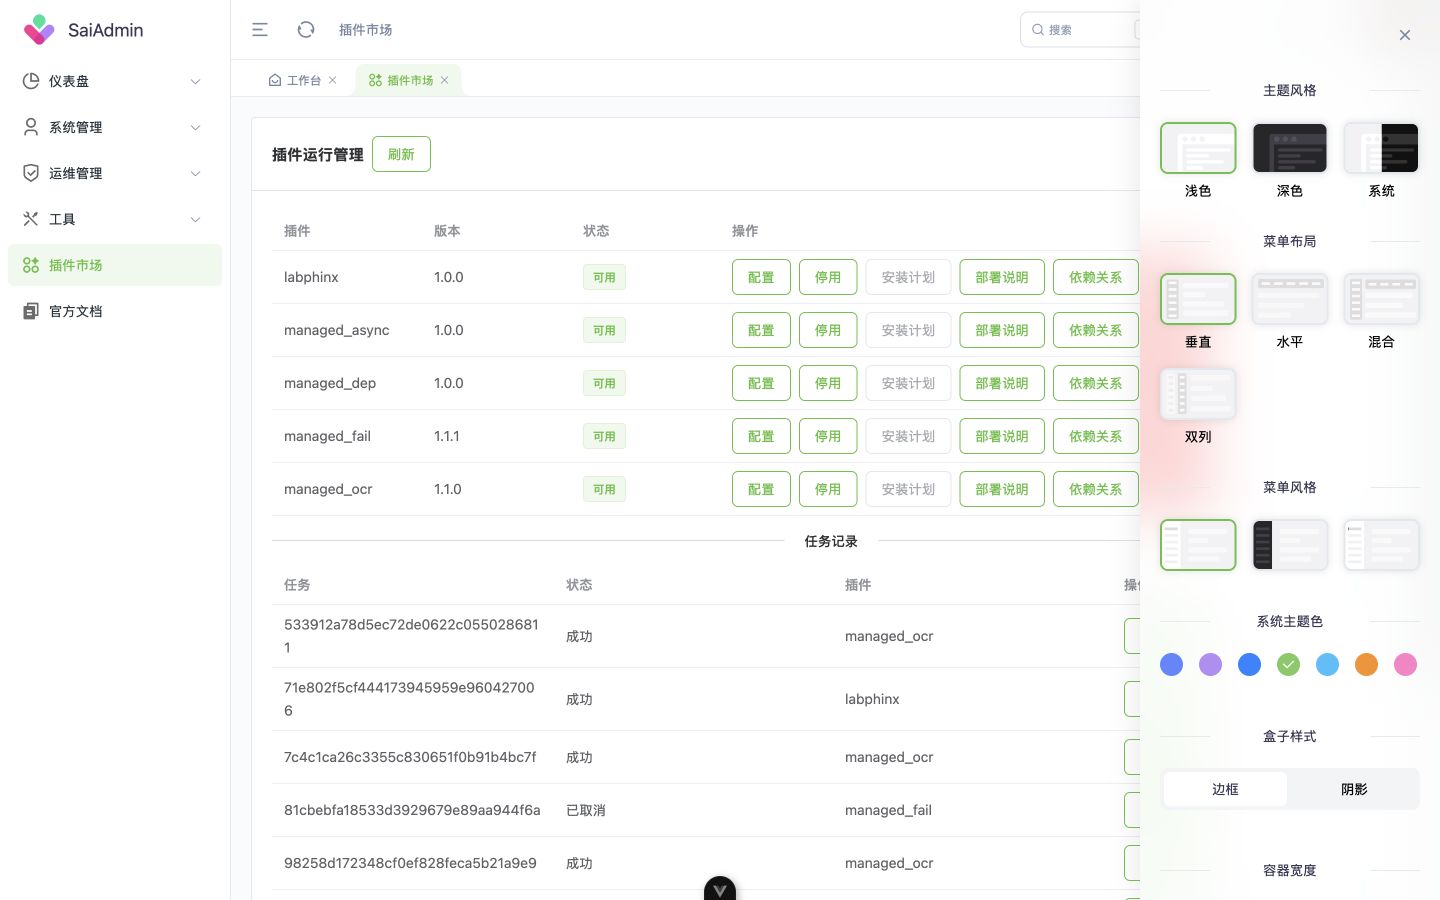 SaiAdmin
插件市场
搜索
仪表盘
系统管理
运维管理
工具
插件市场
官方文档
工作台
插件市场
插件运行管理
刷新
插件 版本 状态 操作
labphinx 1.0.0 可用 配置 停用 安装计划 部署说明 依赖关系
managed_async 1.0.0 可用 配置 停用 安装计划 部署说明 依赖关系
managed_dep 1.0.0 可用 配置 停用 安装计划 部署说明 依赖关系
managed_fail 1.1.1 可用 配置 停用 安装计划 部署说明 依赖关系
managed_ocr 1.1.0 可用 配置 停用 安装计划 部署说明 依赖关系
任务记录
任务 状态 插件
533912a78d5ec72de0622c055028681
1 成功 managed_ocr
71e802f5cf444173945959e96042700
6 成功 labphinx
7c4c1ca26c3355c830651f0b91b4bc7f 成功 managed_ocr
81cbebfa18533d3929679e89aa944f6a 已取消 managed_fail
98258d172348cf0ef828feca5b21a9e9 成功 managed_ocr
主题风格
浅色 深色 系统
菜单布局
垂直 水平 混合
双列
菜单风格
系统主题色
盒子样式
边框 阴影
容器宽度